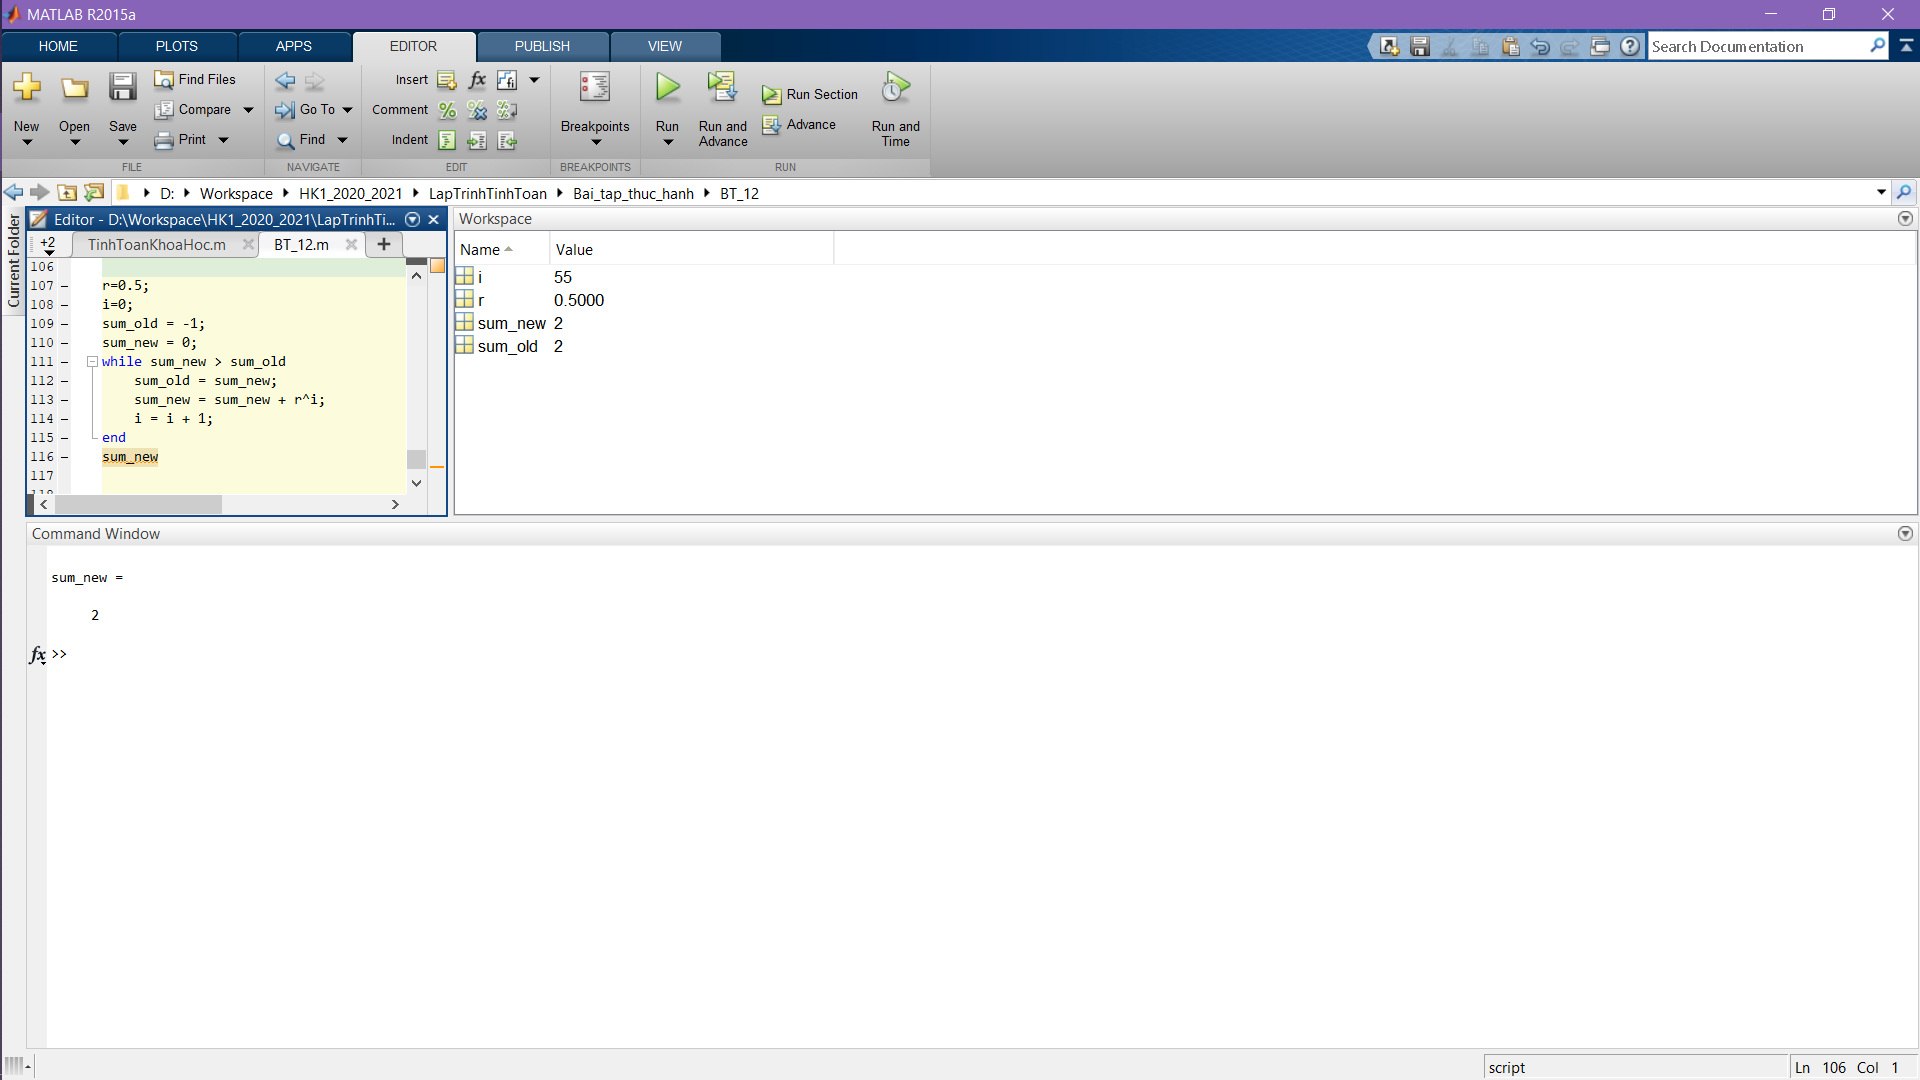 MATLAB R2015a
HOME PLOTS APPS EDITOR PUBLISH VIEW
Search Documentation
New Open Save Find Files Compare Print
FILE
Go To Find
NAVIGATE
Insert fx fi
Comment % % %
Indent
EDIT
Breakpoints
BREAKPOINTS
Run Run and Advance Run Section Advance Run and Time
RUN
D: Workspace HK1_2020_2021 LapTrinhTinhToan Bai_tap_thuc_hanh BT_12
Current Folder
Editor - D:\Workspace\HK1_2020_2021\LapTrinhTi...
+2 TinhToanKhoaHoc.m BT_12.m +
106
107 – r=0.5;
108 – i=0;
109 – sum_old = -1;
110 – sum_new = 0;
111 – while sum_new > sum_old
112 – sum_old = sum_new;
113 – sum_new = sum_new + r^i;
114 – i = i + 1;
115 – end
116 – sum_new
117
118
Workspace
Name Value
i 55
r 0.5000
sum_new 2
sum_old 2
Command Window
sum_new =
2
fx >>
script Ln 106 Col 1